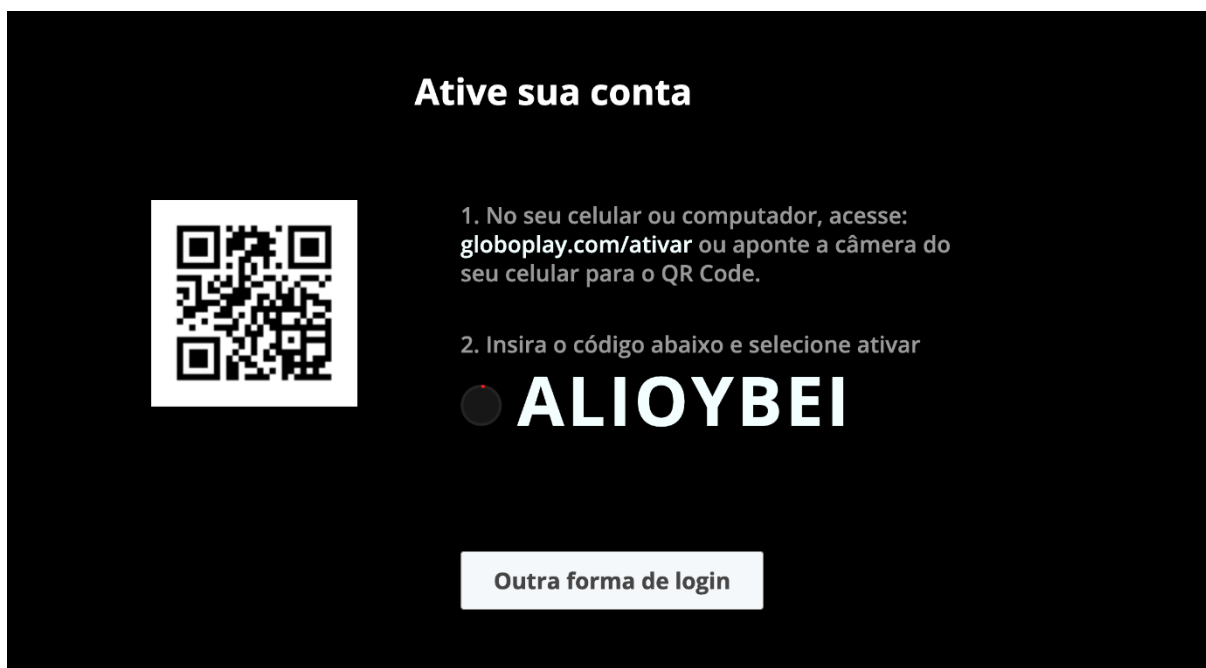 Ative sua conta
1. No seu celular ou computador, acesse:
globoplay.com/ativar ou aponte a câmera do
seu celular para o QR Code.
2. Insira o código abaixo e selecione ativar
ALIOYBEI
Outra forma de login